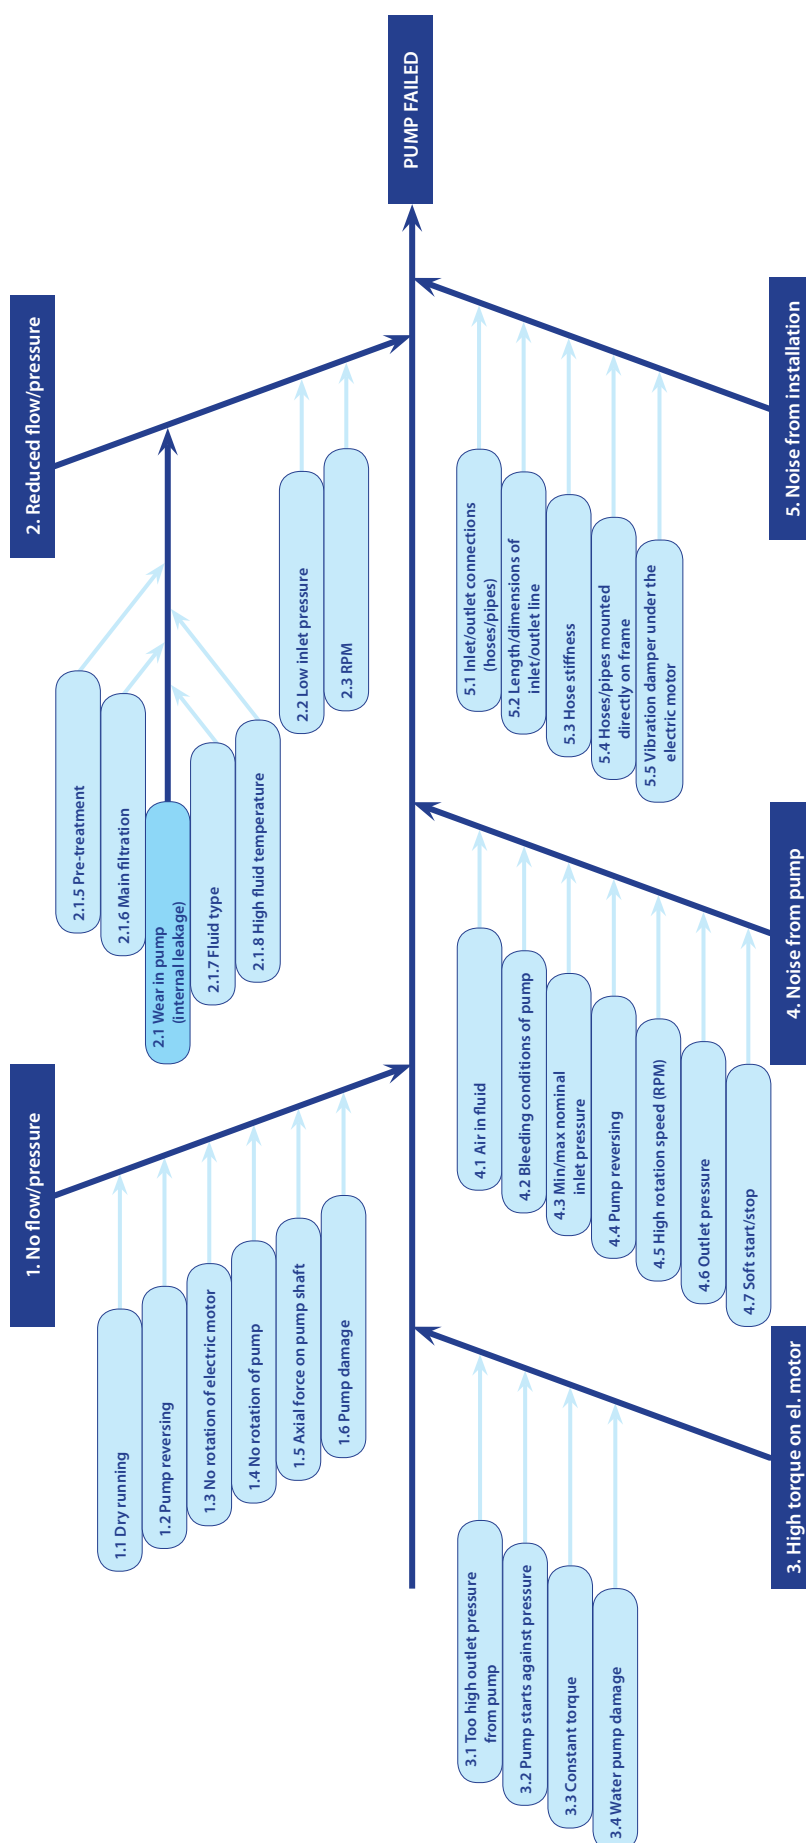 PUMP FAILED
1. No flow/pressure
1.1 Dry running
1.2 Pump reversing
1.3 No rotation of electric motor
1.4 No rotation of pump
1.5 Axial force on pump shaft
1.6 Pump damage
2. Reduced flow/pressure
2.1.5 Pre-treatment
2.1.6 Main filtration
2.1 Wear in pump
(internal leakage)
2.1.7 Fluid type
2.1.8 High fluid temperature
2.2 Low inlet pressure
2.3 RPM
3.1 Too high outlet pressure
from pump
3.2 Pump starts against pressure
3.3 Constant torque
3.4 Water pump damage
3. High torque on el. motor
4.1 Air in fluid
4.2 Bleeding conditions of pump
4.3 Min/max nominal
inlet pressure
4.4 Pump reversing
4.5 High rotation speed (RPM)
4.6 Outlet pressure
4.7 Soft start/stop
4. Noise from pump
5.1 Inlet/outlet connections
(hoses/pipes)
5.2 Length/dimensions of
inlet/outlet line
5.3 Hose stiffness
5.4 Hoses/pipes mounted
directly on frame
5.5 Vibration damper under the
electric motor
5. Noise from installation